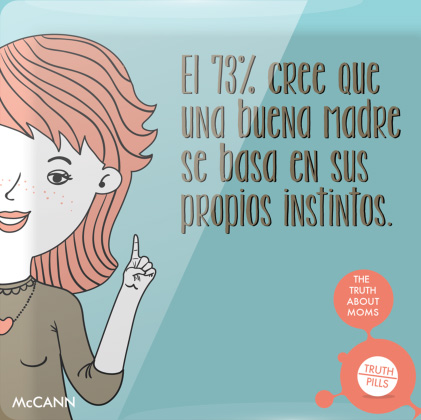 El 73% cree que
una buena madre
se basa en sus
propios instintos.
THE
TRUTH
ABOUT
MOMS
TRUTH
PILLS
McCANN